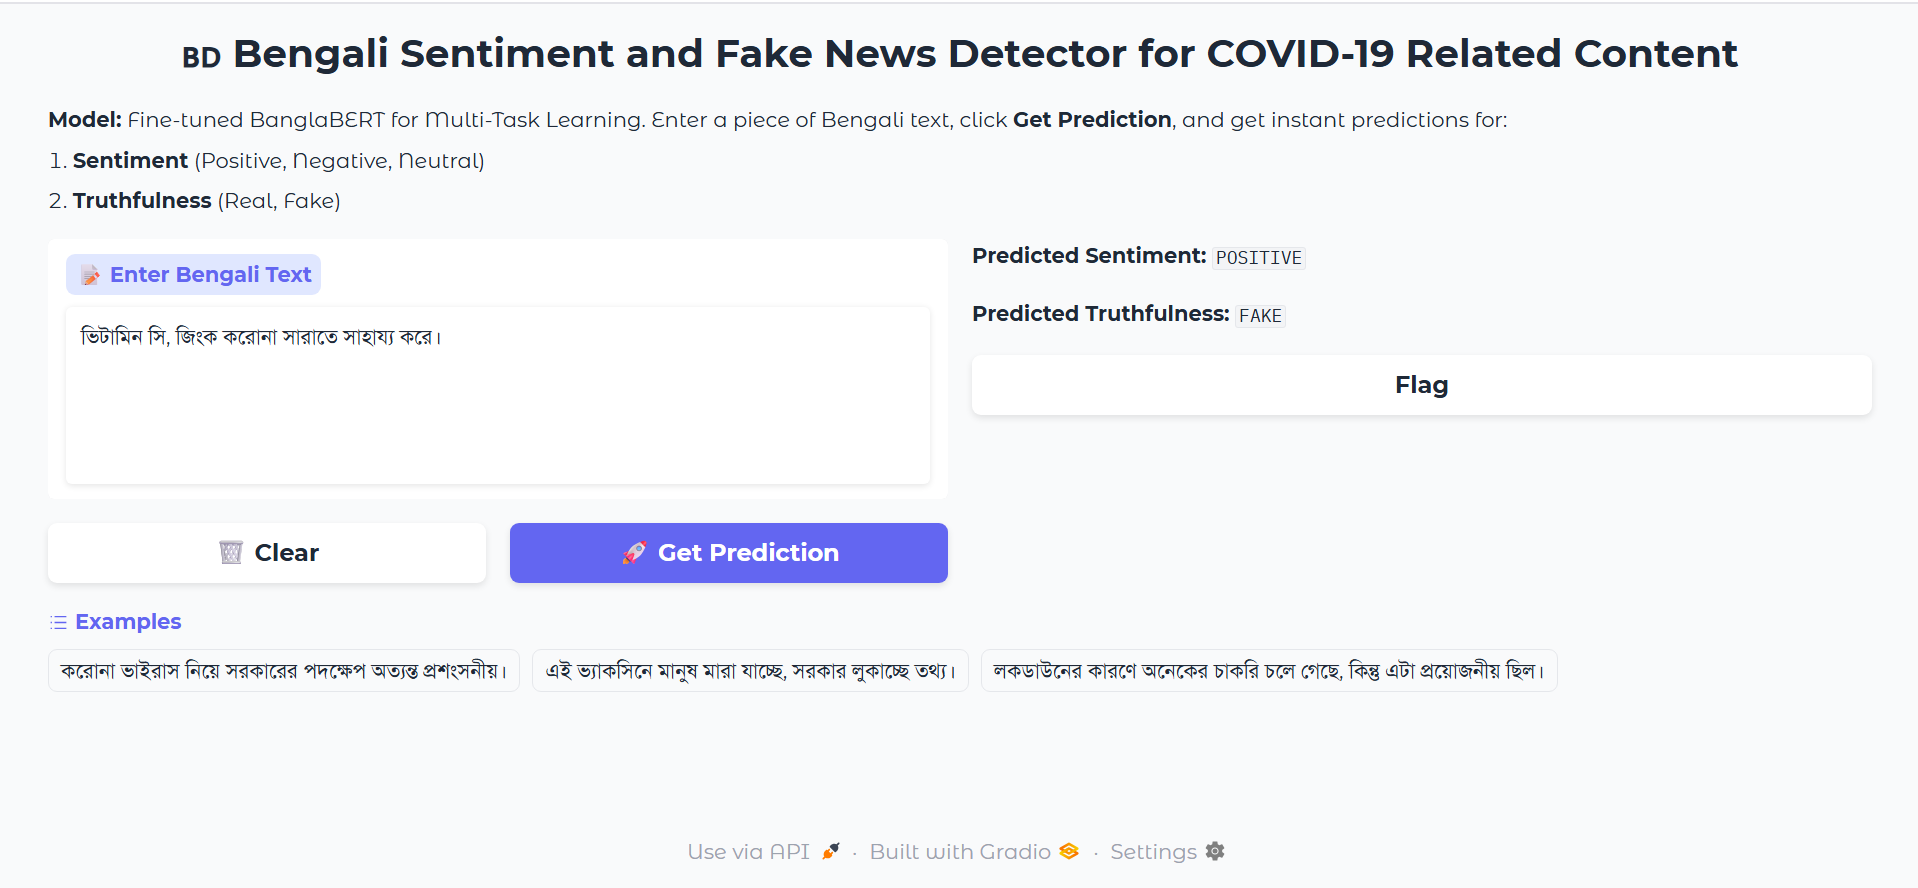 BD Bengali Sentiment and Fake News Detector for COVID-19 Related Content
Model: Fine-tuned BanglaBERT for Multi-Task Learning. Enter a piece of Bengali text, click Get Prediction, and get instant predictions for:
1. Sentiment (Positive, Negative, Neutral)
2. Truthfulness (Real, Fake)
Enter Bengali Text
ভিটামিন সি, জিংক করোনা সারাতে সাহায্য করে।
Predicted Sentiment: POSITIVE
Predicted Truthfulness: FAKE
Flag
Clear
Get Prediction
Examples
করোনা ভাইরাস নিয়ে সরকারের পদক্ষেপ অত্যন্ত প্রশংসনীয়।
এই ভ্যাকসিনে মানুষ মারা যাচ্ছে, সরকার লুকাচ্ছে তথ্য।
লকডাউনের কারণে অনেকের চাকরি চলে গেছে, কিন্তু এটা প্রয়োজনীয় ছিল।
Use via API · Built with Gradio · Settings